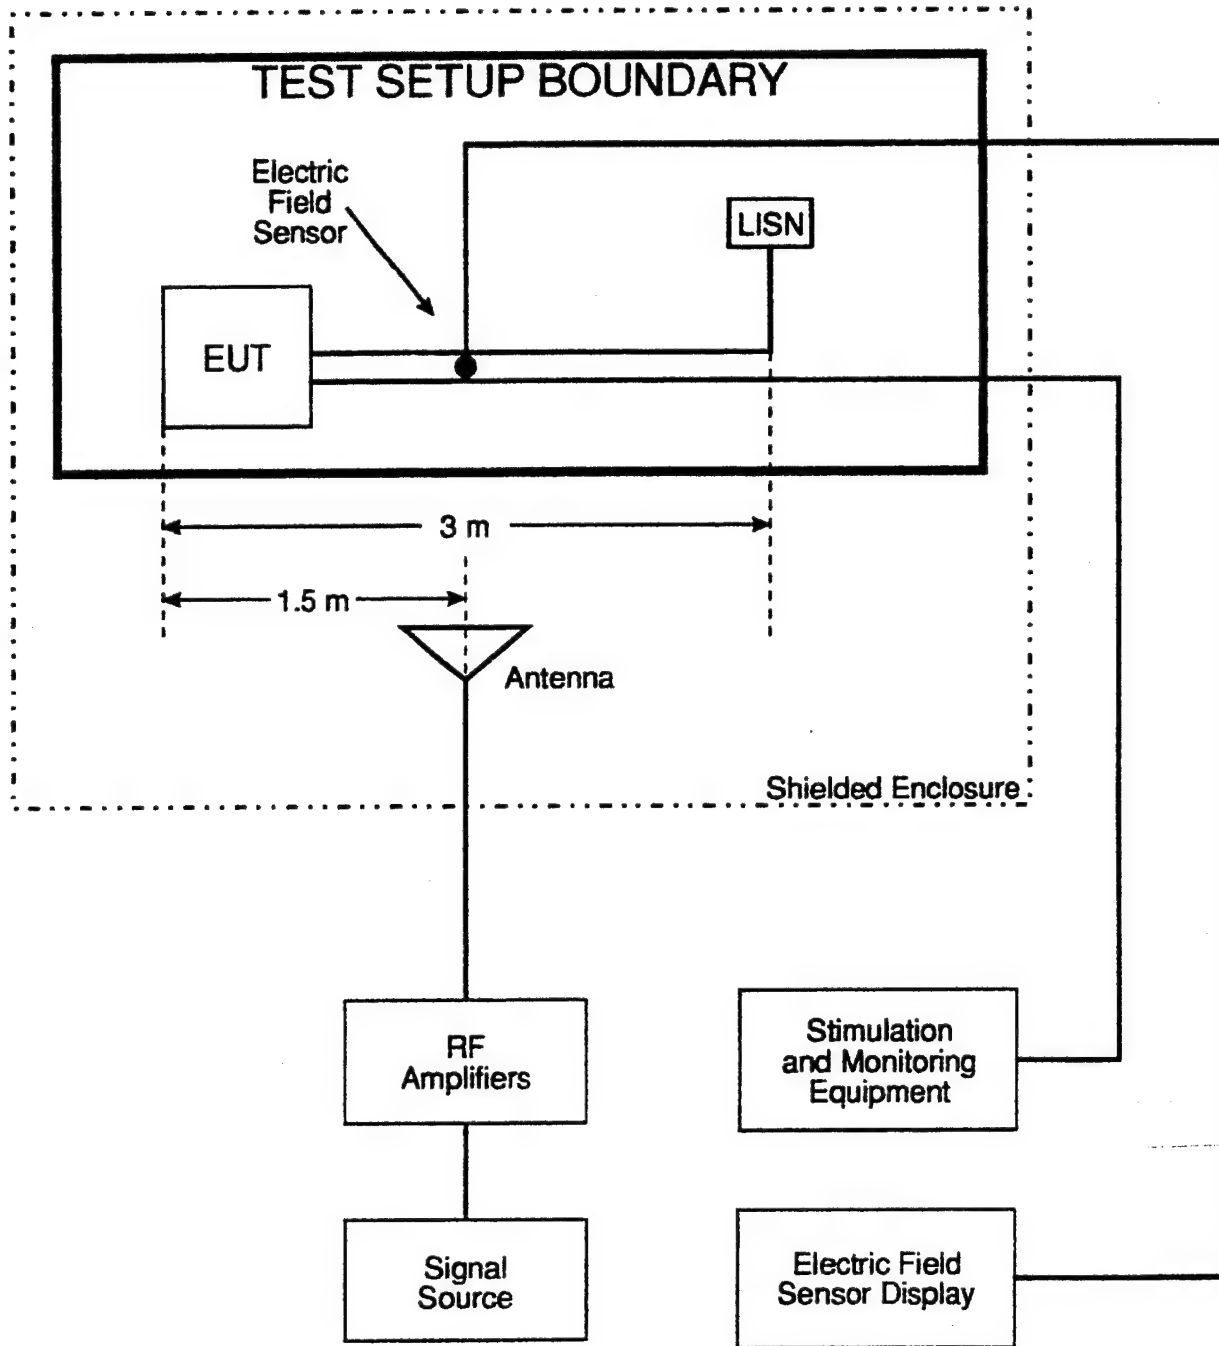 TEST SETUP BOUNDARY
Electric
Field
Sensor
LISN
EUT
3 m
1.5 m
Antenna
Shielded Enclosure
RF
Amplifiers
Stimulation
and Monitoring
Equipment
Signal
Source
Electric Field
Sensor Display